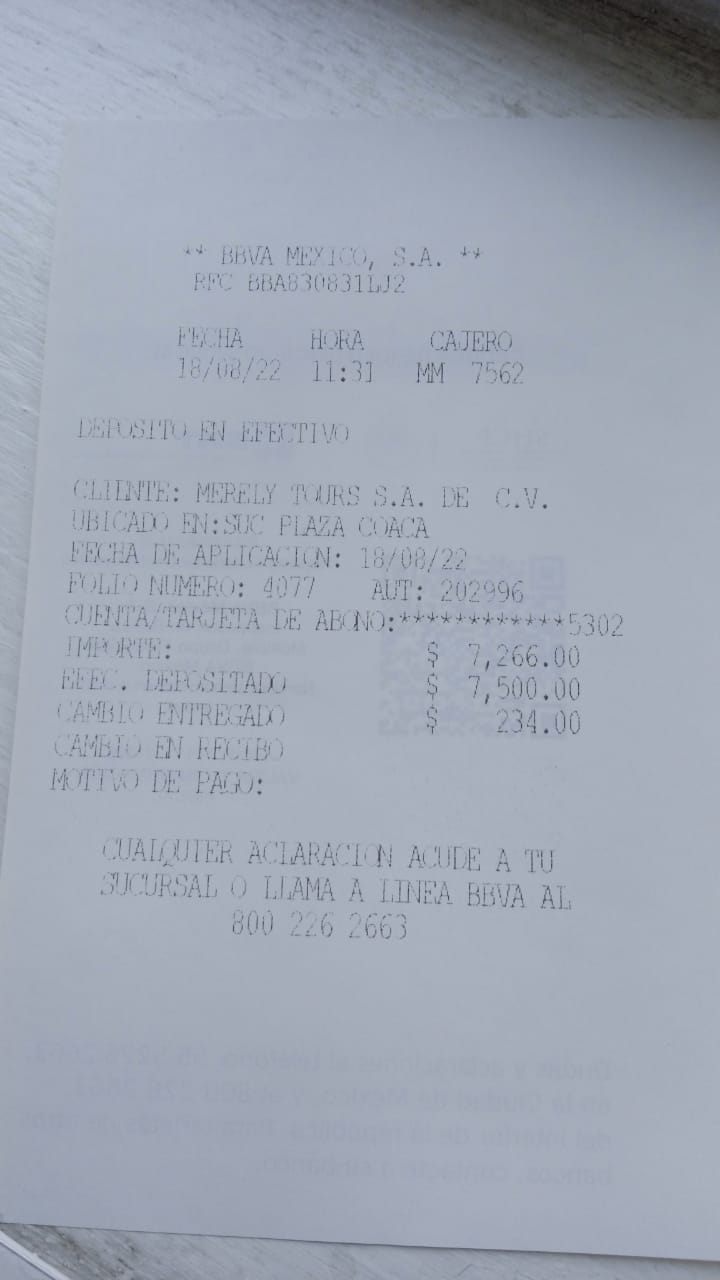 ** BBVA MEXICO, S.A. **
RFC BBA830831LJ2
FECHA HORA CAJERO
18/08/22 11:31 MM 7562
DEPOSITO EN EFECTIVO
CLIENTE: MERELY TOURS S.A. DE C.V.
UBICADO EN:SUC PLAZA COACA
FECHA DE APLICACION: 18/08/22
FOLIO NUMERO: 4077 AUT: 202996
CUENTA/TARJETA DE ABONO:************5302
IMPORTE: $ 7,266.00
EFEC. DEPOSITADO $ 7,500.00
CAMBIO ENTREGADO $ 234.00
CAMBIO EN RECIBO
MOTIVO DE PAGO:
CUALQUIER ACLARACION ACUDE A TU
SUCURSAL O LLAMA A LINEA BBVA AL
800 226 2663